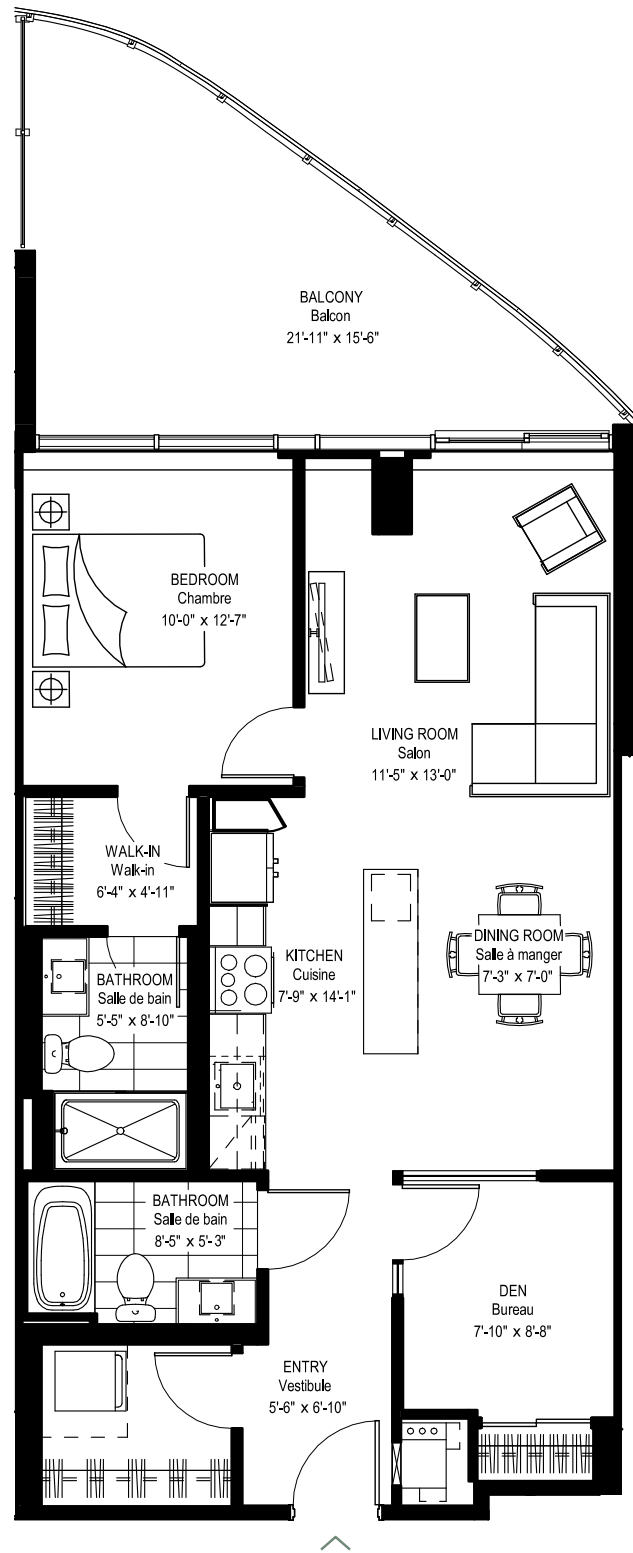 BALCONY
Balcon
21'-11" x 15'-6"
BEDROOM
Chambre
10'-0" x 12'-7"
LIVING ROOM
Salon
11'-5" x 13'-0"
WALK-IN
Walk-in
6'-4" x 4'-11"
KITCHEN
Cuisine
7'-9" x 14'-1"
DINING ROOM
Salle à manger
7'-3" x 7'-0"
BATHROOM
Salle de bain
5'-5" x 8'-10"
BATHROOM
Salle de bain
8'-5" x 5'-3"
DEN
Bureau
7'-10" x 8'-8"
ENTRY
Vestibule
5'-6" x 6'-10"